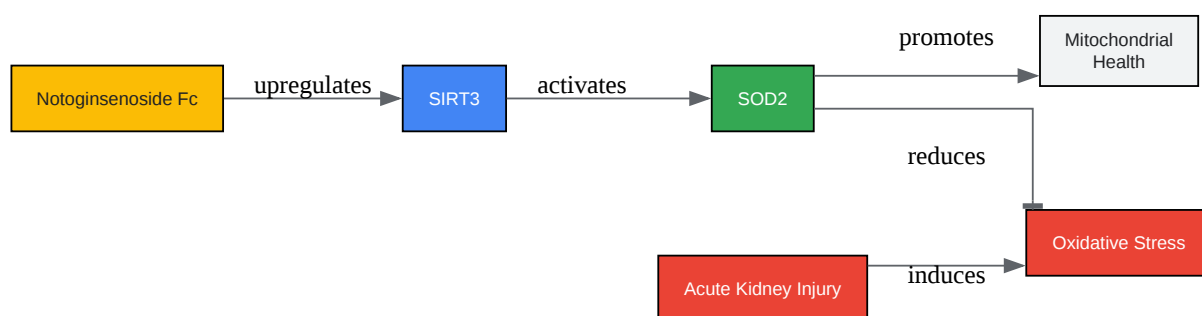 promotes
Mitochondrial
Health
Notoginsenoside Fc
upregulates
SIRT3
activates
SOD2
reduces
Oxidative Stress
Acute Kidney Injury
induces